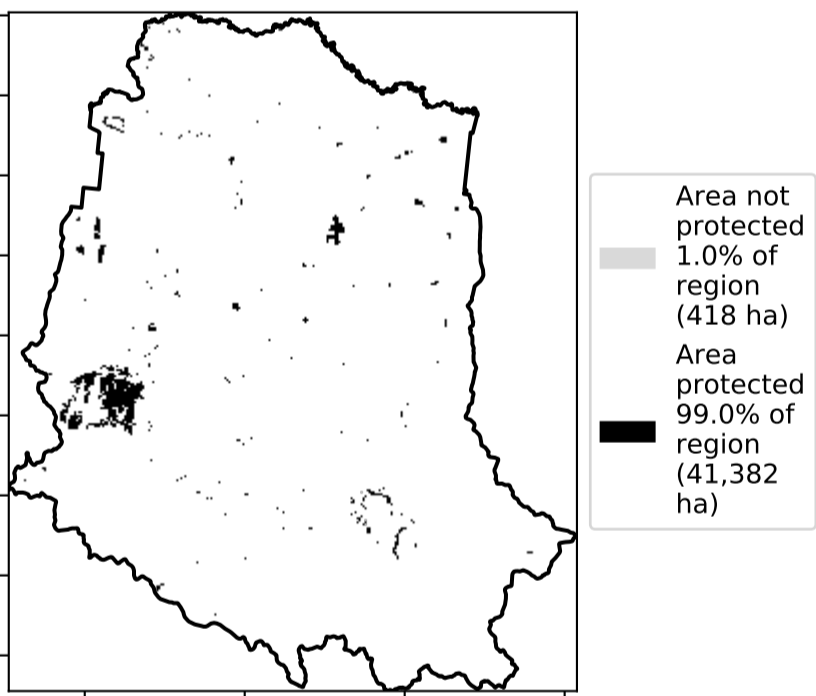 Area not
protected
1.0% of
region
(418 ha)
Area
protected
99.0% of
region
(41,382
ha)